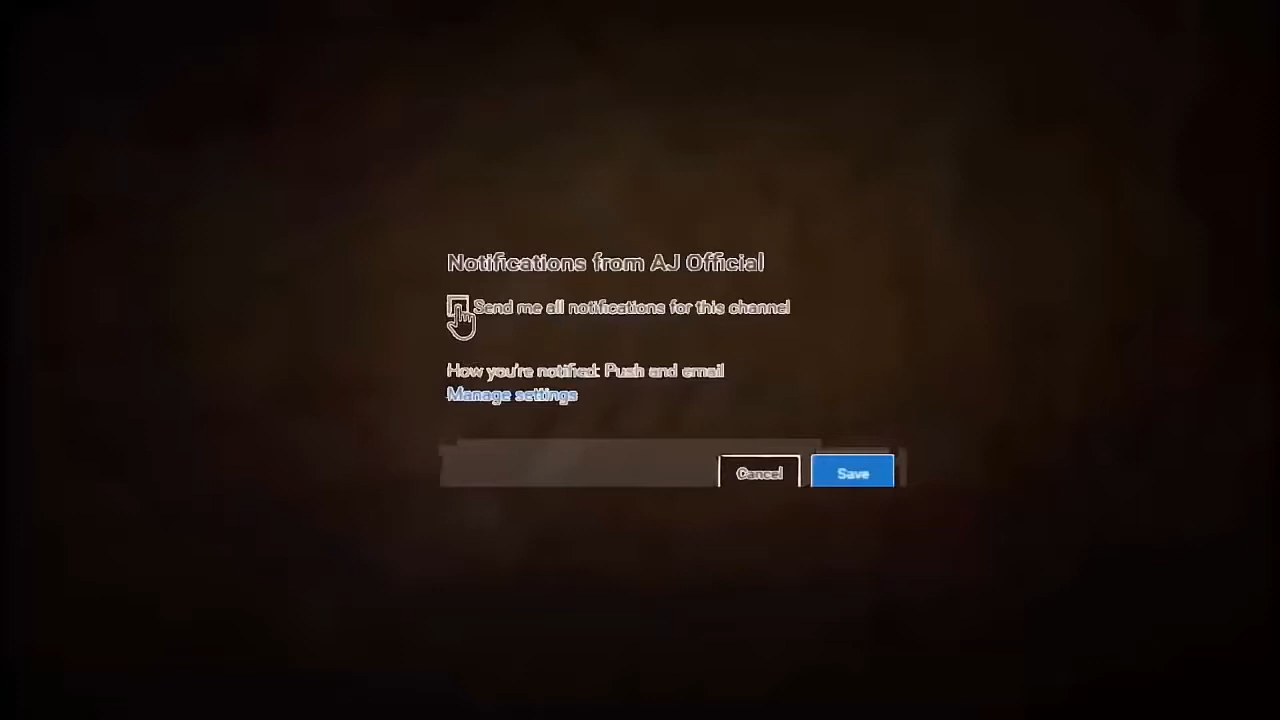 Notifications from AJ Official
Send me all notifications for this channel
How you're notified: Push and email
Manage settings
Cancel
Save